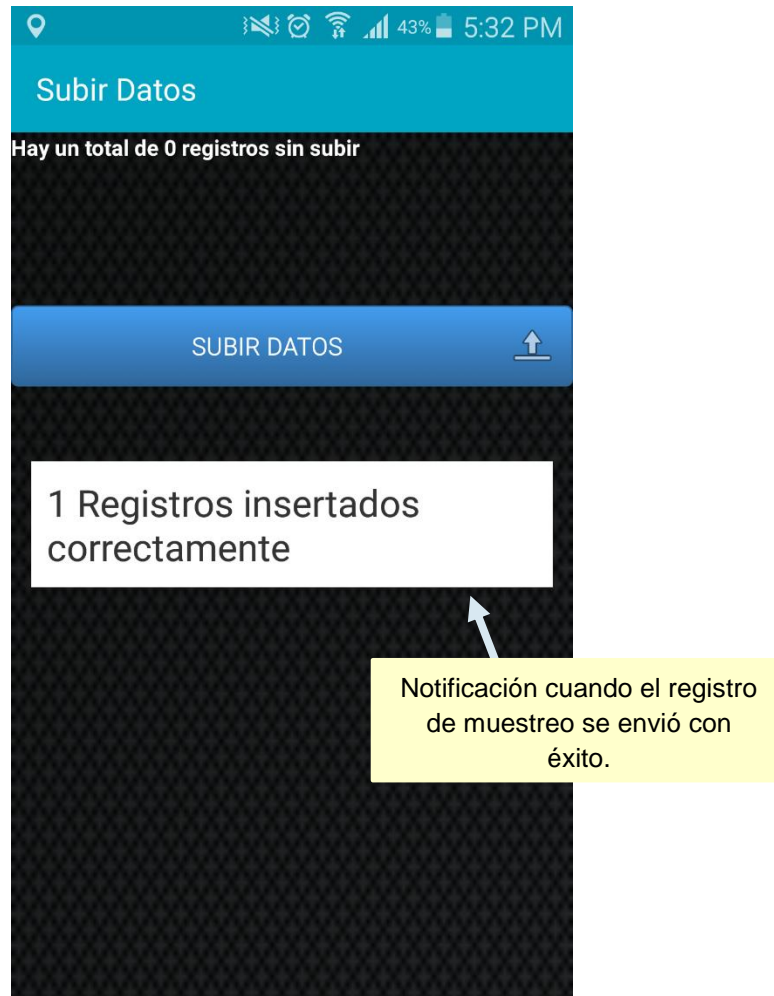 43% 5:32 PM
Subir Datos
Hay un total de 0 registros sin subir
SUBIR DATOS
1 Registros insertados
correctamente
Notificación cuando el registro
de muestreo se envió con
éxito.